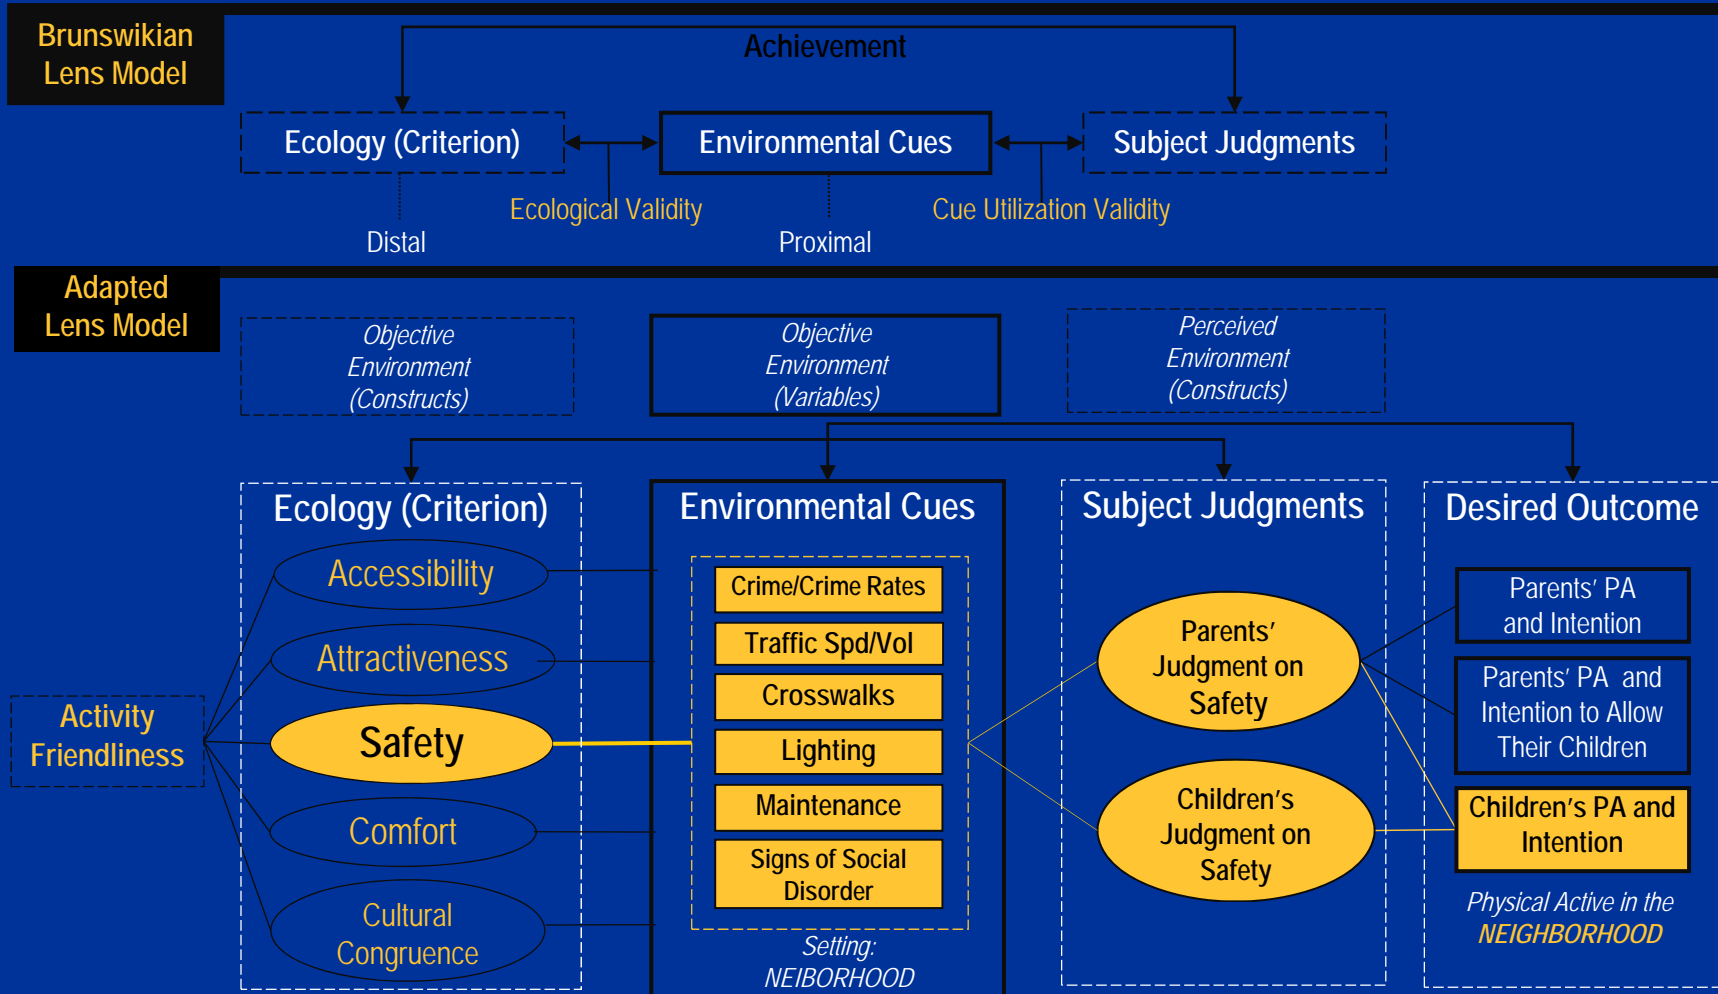 Brunswikian
Lens Model
Achievement
Ecology (Criterion)
Environmental Cues
Subject Judgments
Ecological Validity
Cue Utilization Validity
Distal
Proximal
Adapted
Lens Model
Objective
Environment
(Constructs)
Objective
Environment
(Variables)
Perceived
Environment
(Constructs)
Activity
Friendliness
Ecology (Criterion)
Accessibility
Attractiveness
Safety
Comfort
Cultural
Congruence
Environmental Cues
Crime/Crime Rates
Traffic Spd/Vol
Crosswalks
Lighting
Maintenance
Signs of Social
Disorder
Setting:
NEIBORHOOD
Subject Judgments
Parents'
Judgment on
Safety
Children's
Judgment on
Safety
Desired Outcome
Parents' PA
and Intention
Parents' PA and
Intention to Allow
Their Children
Children's PA and
Intention
Physical Active in the
NEIGHBORHOOD